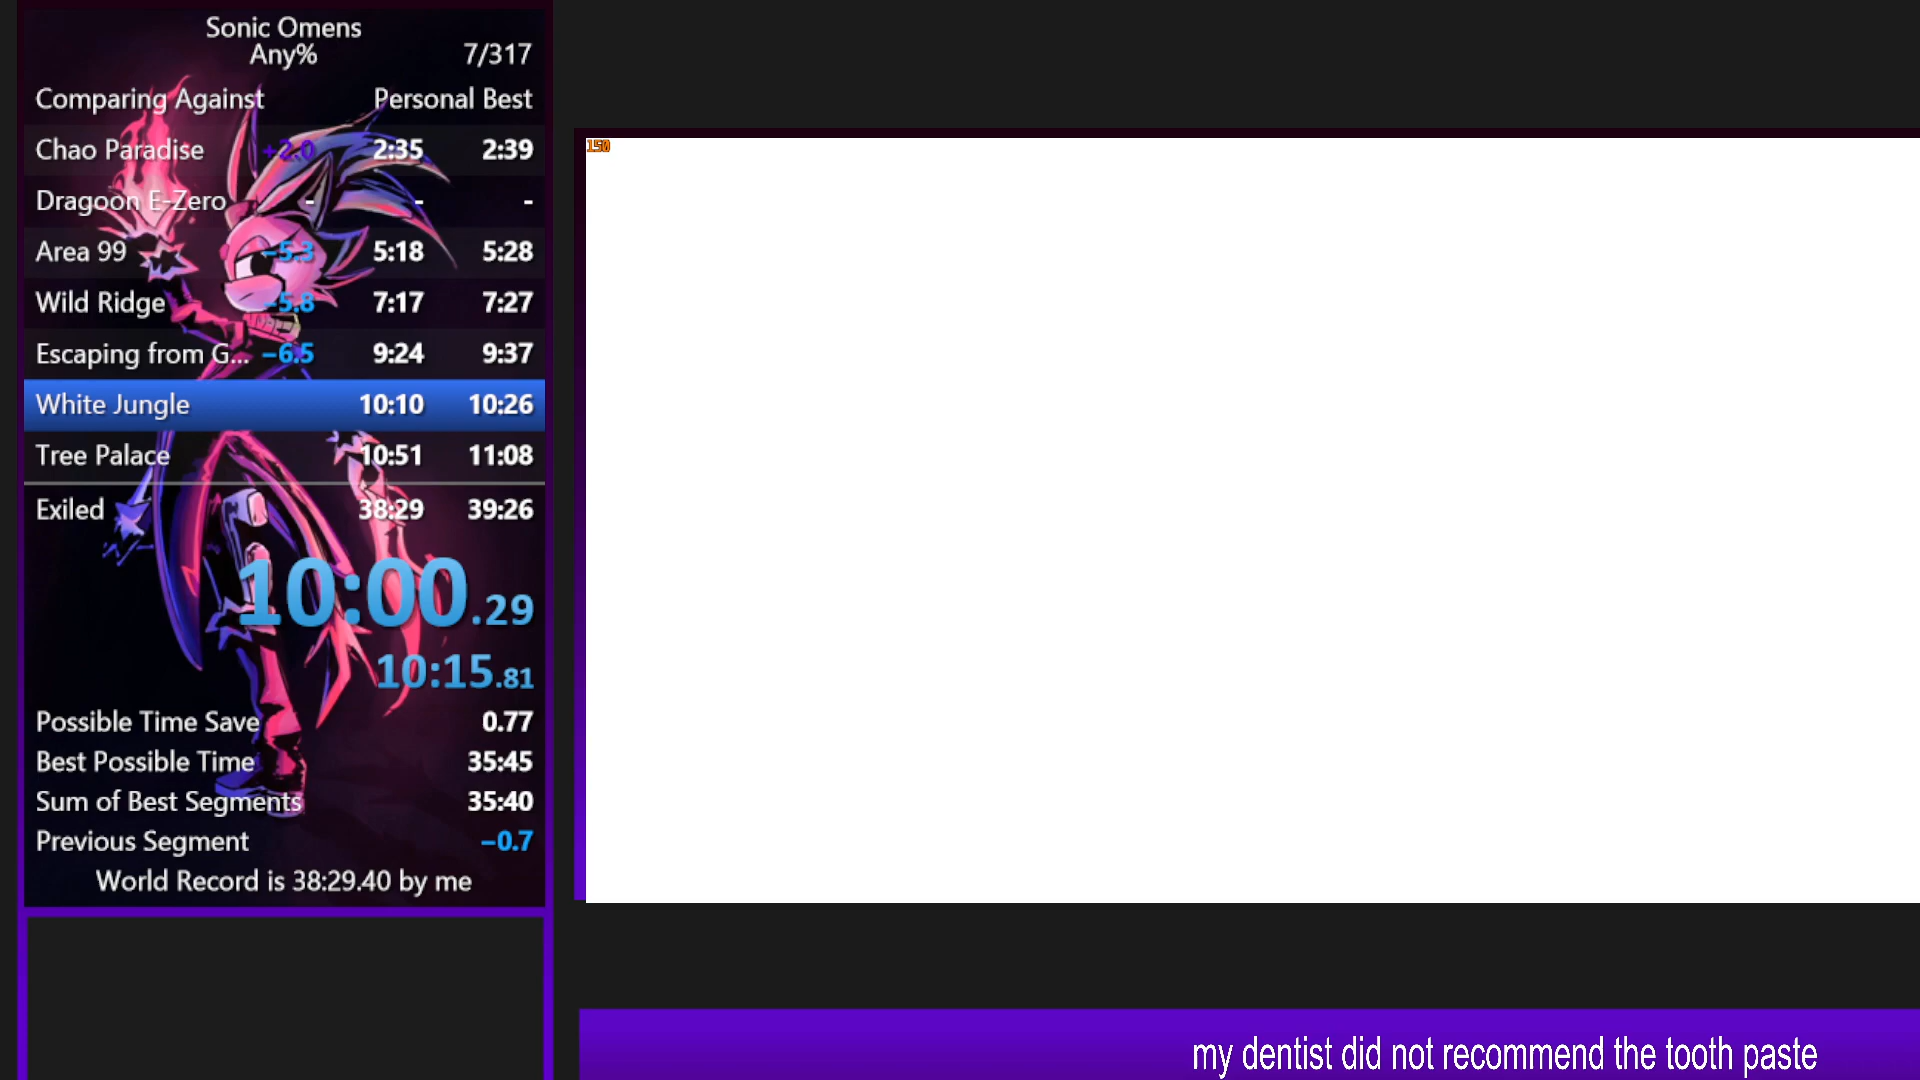 Sonic Omens
Any% 7/317
Comparing Against Personal Best
Chao Paradise +2.0 2:35 2:39
Dragoon E-Zero - - -
Area 99 −5.3 5:18 5:28
Wild Ridge −5.8 7:17 7:27
Escaping from G... −6.5 9:24 9:37
White Jungle 10:10 10:26
Tree Palace 10:51 11:08
Exiled 38:29 39:26
10:00.29
10:15.81
Possible Time Save 0.77
Best Possible Time 35:45
Sum of Best Segments 35:40
Previous Segment −0.7
World Record is 38:29.40 by me
150
my dentist did not recommend the tooth paste